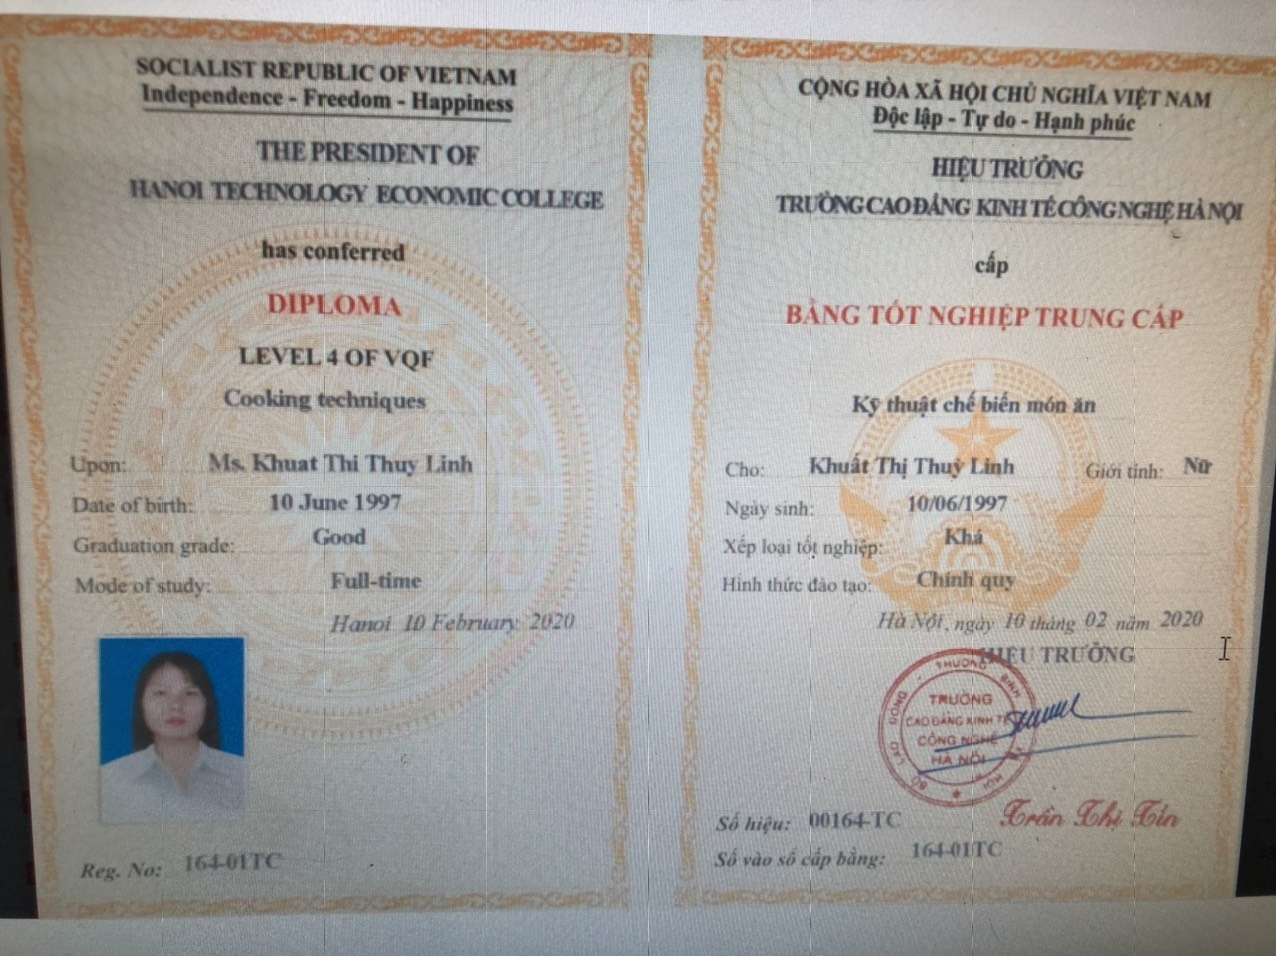 SOCIALIST REPUBLIC OF VIETNAM
Independence - Freedom - Happiness
THE PRESIDENT OF
HANOI TECHNOLOGY ECONOMIC COLLEGE
has conferred
DIPLOMA
LEVEL 4 OF VQF
Cooking techniques
Upon: Ms. Khuat Thi Thuy Linh
Date of birth: 10 June 1997
Graduation grade: Good
Mode of study: Full-time
Hanoi 10 February 2020
Reg. No: 164-01TC
CỘNG HÒA XÃ HỘI CHỦ NGHĨA VIỆT NAM
Độc lập - Tự do - Hạnh phúc
HIỆU TRƯỞNG
TRƯỜNG CAO ĐẲNG KINH TẾ CÔNG NGHỆ HÀ NỘI
cấp
BẰNG TỐT NGHIỆP TRUNG CẤP
Kỹ thuật chế biến món ăn
Cho: Khuất Thị Thuỳ Linh Giới tính: Nữ
Ngày sinh: 10/06/1997
Xếp loại tốt nghiệp: Khá
Hình thức đào tạo: Chính quy
Hà Nội, ngày 10 tháng 02 năm 2020
HIỆU TRƯỞNG
BỘ LAO ĐỘNG - THƯƠNG BINH XÃ HỘI
TRƯỜNG
CAO ĐẲNG KINH TẾ
CÔNG NGHỆ
HÀ NỘI
Trần Thị Tín
Số hiệu: 00164-TC
Số vào sổ cấp bằng: 164-01TC